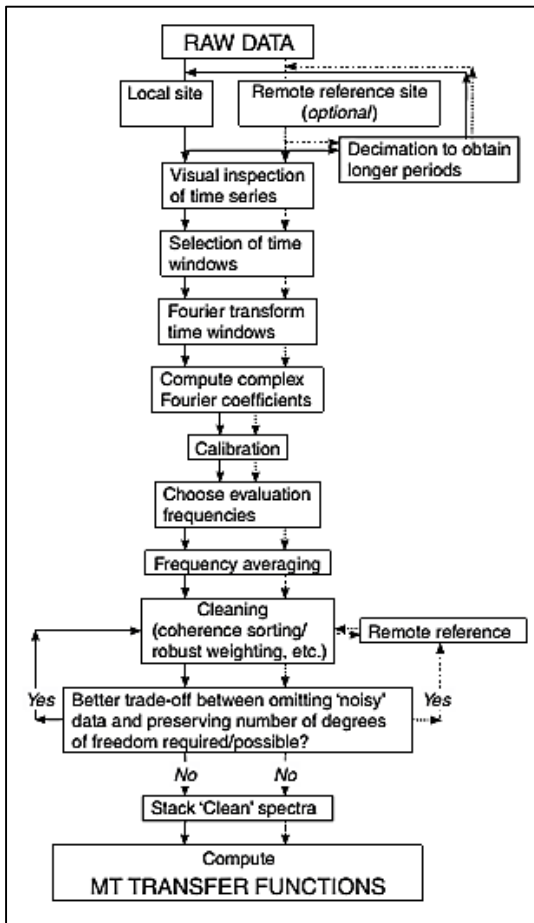 RAW DATA
Local site
Remote reference site
(optional)
Decimation to obtain
longer periods
Visual inspection
of time series
Selection of time
windows
Fourier transform
time windows
Compute complex
Fourier coefficients
Calibration
Choose evaluation
frequencies
Frequency averaging
Cleaning
(coherence sorting/
robust weighting, etc.)
Remote reference
Yes
Better trade-off between omitting 'noisy'
data and preserving number of degrees
of freedom required/possible?
Yes
No
No
Stack 'Clean' spectra
Compute
MT TRANSFER FUNCTIONS